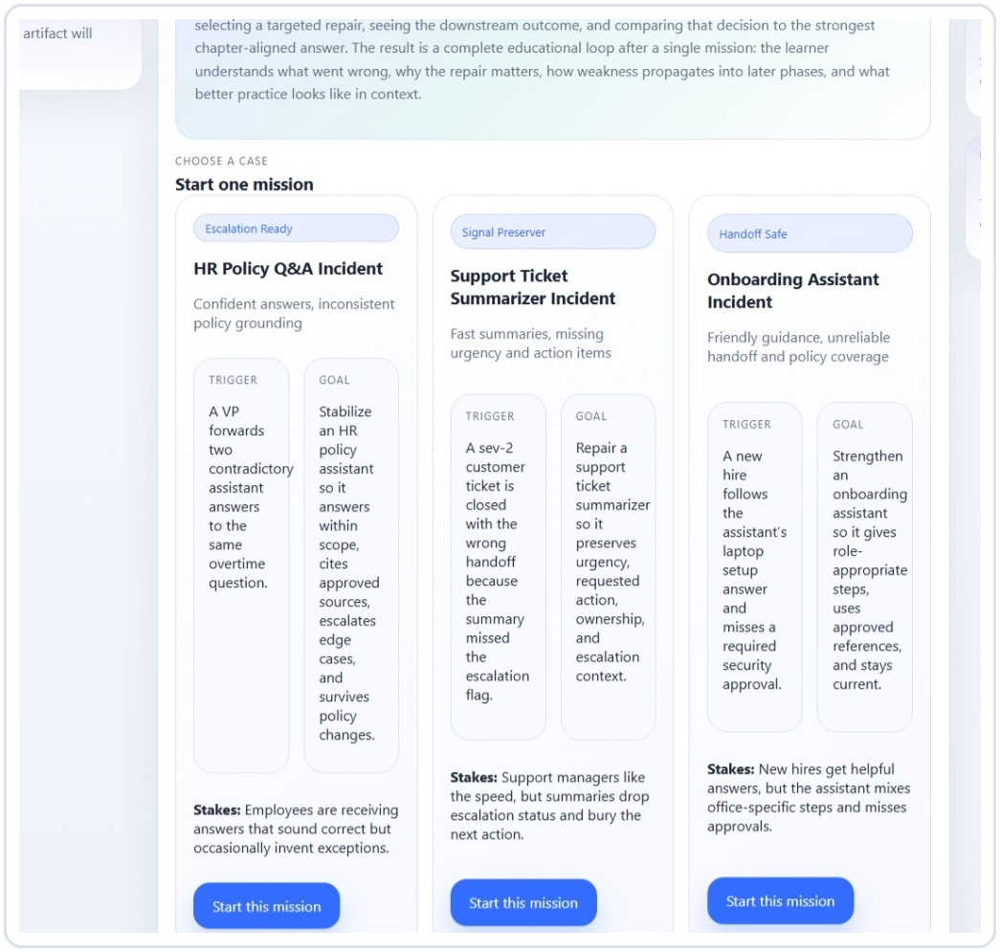 artifact will
selecting a targeted repair, seeing the downstream outcome, and comparing that decision to the strongest
chapter-aligned answer. The result is a complete educational loop after a single mission: the learner
understands what went wrong, why the repair matters, how weakness propagates into later phases, and what
better practice looks like in context.
CHOOSE A CASE
Start one mission
Escalation Ready
HR Policy Q&A Incident
Confident answers, inconsistent
policy grounding
TRIGGER
A VP
forwards
two
contradictory
assistant
answers
to the
same
overtime
question.
GOAL
Stabilize
an HR
policy
assistant
so it
answers
within
scope,
cites
approved
sources,
escalates
edge
cases,
and
survives
policy
changes.
Stakes: Employees are receiving
answers that sound correct but
occasionally invent exceptions.
Start this mission
Signal Preserver
Support Ticket
Summarizer Incident
Fast summaries, missing
urgency and action items
TRIGGER
A sev-2
customer
ticket is
closed
with the
wrong
handoff
because
the
summary
missed
the
escalation
flag.
GOAL
Repair a
support
ticket
summarizer
so it
preserves
urgency,
requested
action,
ownership,
and
escalation
context.
Stakes: Support managers like
the speed, but summaries drop
escalation status and bury the
next action.
Start this mission
Handoff Safe
Onboarding Assistant
Incident
Friendly guidance, unreliable
handoff and policy coverage
TRIGGER
A new
hire
follows
the
assistant's
laptop
setup
answer
and
misses a
required
security
approval.
GOAL
Strengthen
an
onboarding
assistant
so it gives
role-
appropriate
steps,
uses
approved
references,
and stays
current.
Stakes: New hires get helpful
answers, but the assistant mixes
office-specific steps and misses
approvals.
Start this mission